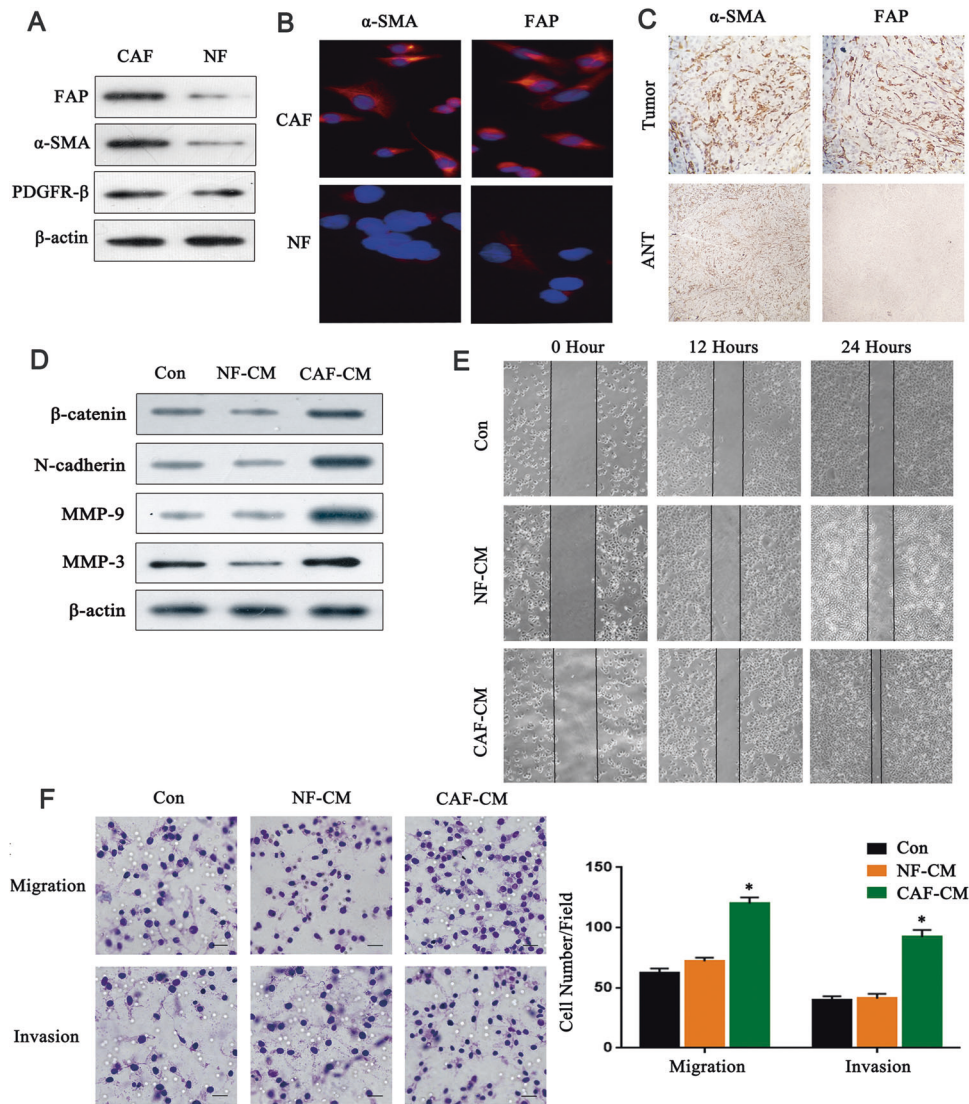 A
CAF NF
FAP
α-SMA
PDGFR-β
β-actin
B
α-SMA FAP
CAF
NF
C
α-SMA FAP
Tumor
ANT
D
Con NF-CM CAF-CM
β-catenin
N-cadherin
MMP-9
MMP-3
β-actin
E
0 Hour 12 Hours 24 Hours
Con
NF-CM
CAF-CM
F
Con NF-CM CAF-CM
Migration
Invasion
Con
NF-CM
CAF-CM
Cell Number/Field
150
100
50
0
* *
Migration Invasion